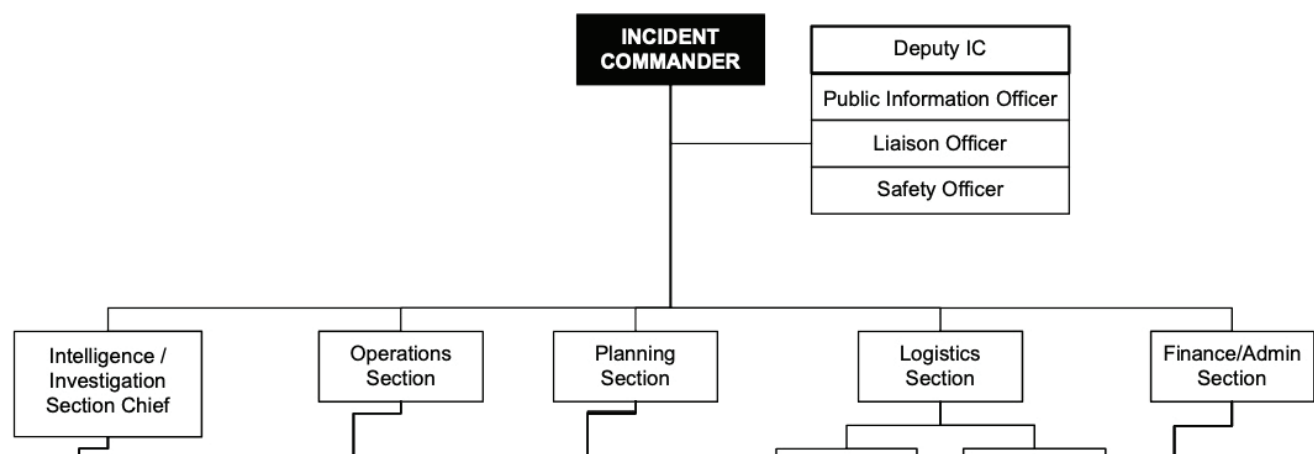 INCIDENT
COMMANDER
Deputy IC
Public Information Officer
Liaison Officer
Safety Officer
Intelligence /
Investigation
Section Chief
Operations
Section
Planning
Section
Logistics
Section
Finance/Admin
Section